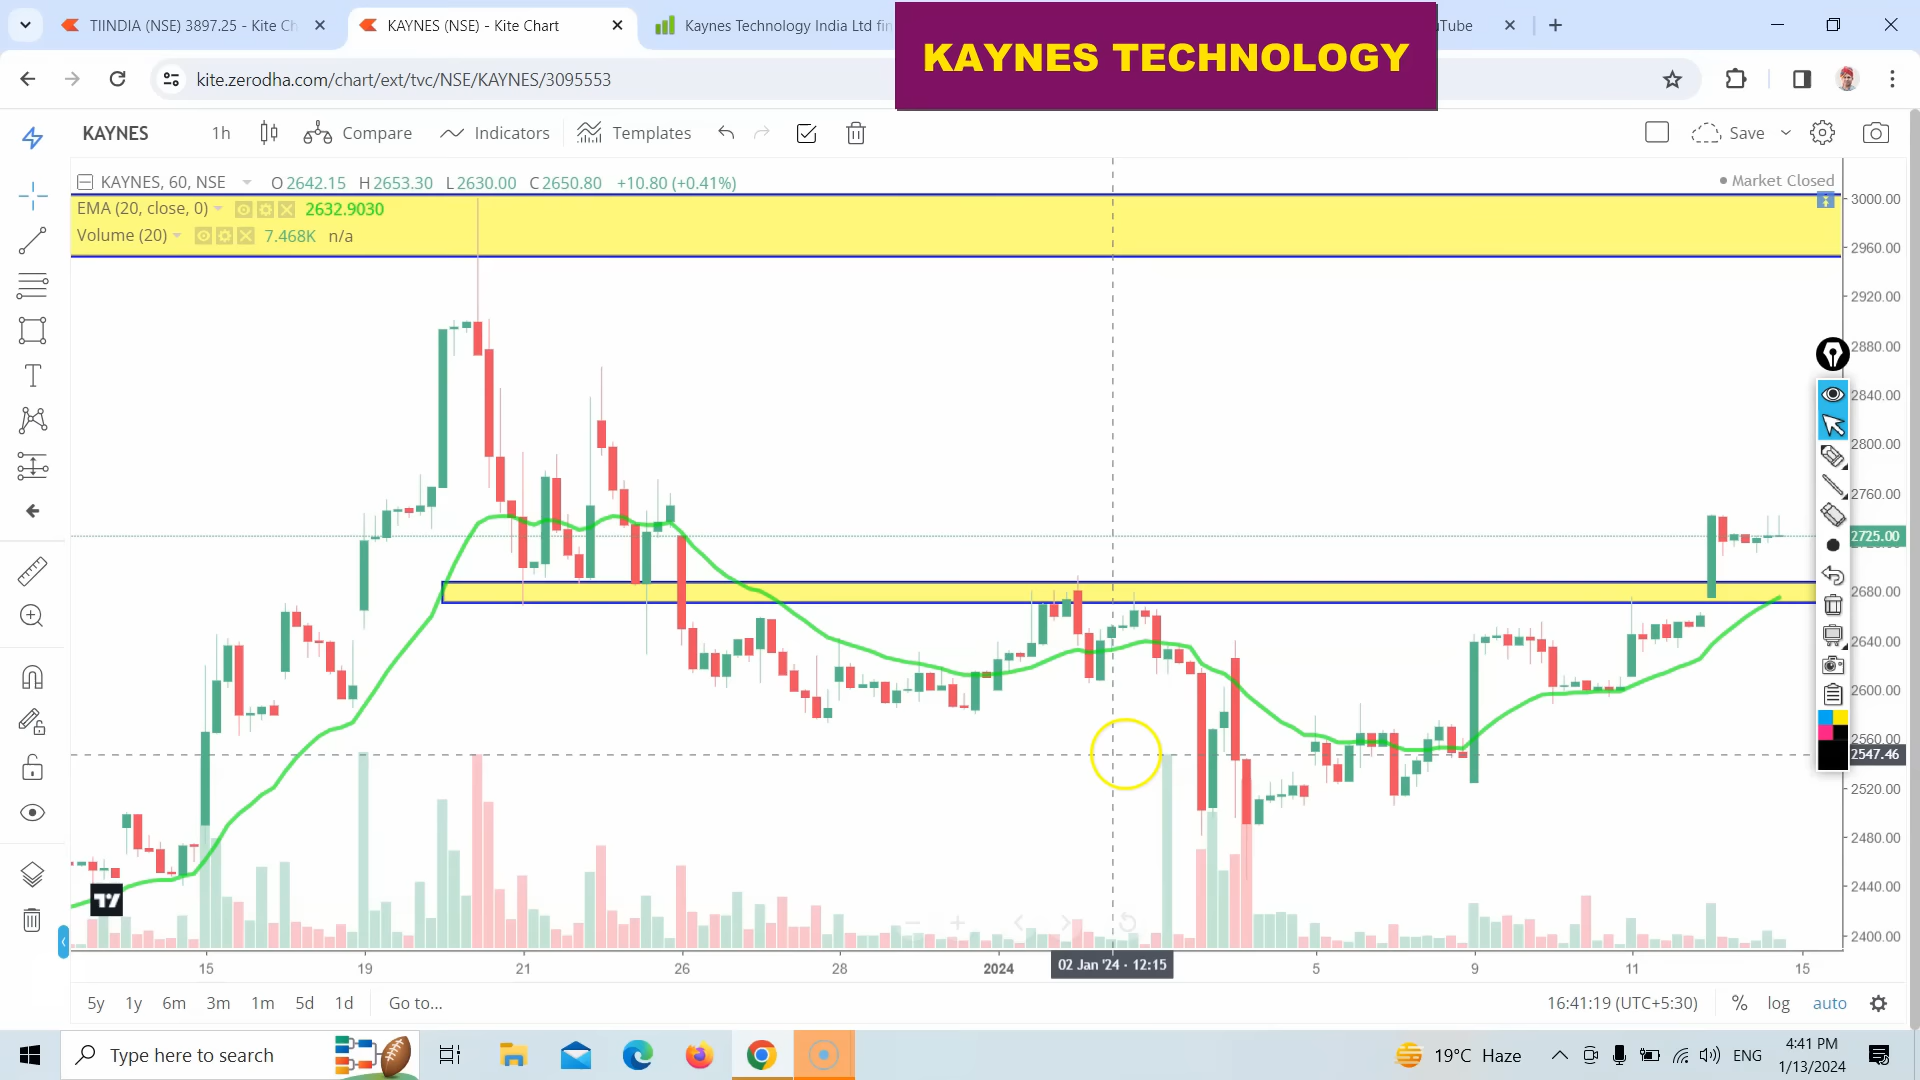 TIINDIA (NSE) 3897.25 - Kite Ch
KAYNES (NSE) - Kite Chart
Kaynes Technology India Ltd fin
KAYNES TECHNOLOGY
uTube
kite.zerodha.com/chart/ext/tvc/NSE/KAYNES/3095553
KAYNES
1h
Compare
Indicators
Templates
Save
KAYNES, 60, NSE
O 2642.15 H 2653.30 L 2630.00 C 2650.80 +10.80 (+0.41%)
Market Closed
EMA (20, close, 0)
2632.9030
Volume (20)
7.468K n/a
3000.00
2960.00
2920.00
2880.00
2840.00
2800.00
2760.00
2725.00
2680.00
2640.00
2600.00
2560.00
2547.46
2520.00
2480.00
2440.00
2400.00
15
19
21
26
28
2024
02 Jan '24 · 12:15
5
9
11
15
5y 1y 6m 3m 1m 5d 1d
Go to...
16:41:19 (UTC+5:30)
% log auto
Type here to search
19°C Haze
ENG
4:41 PM
1/13/2024